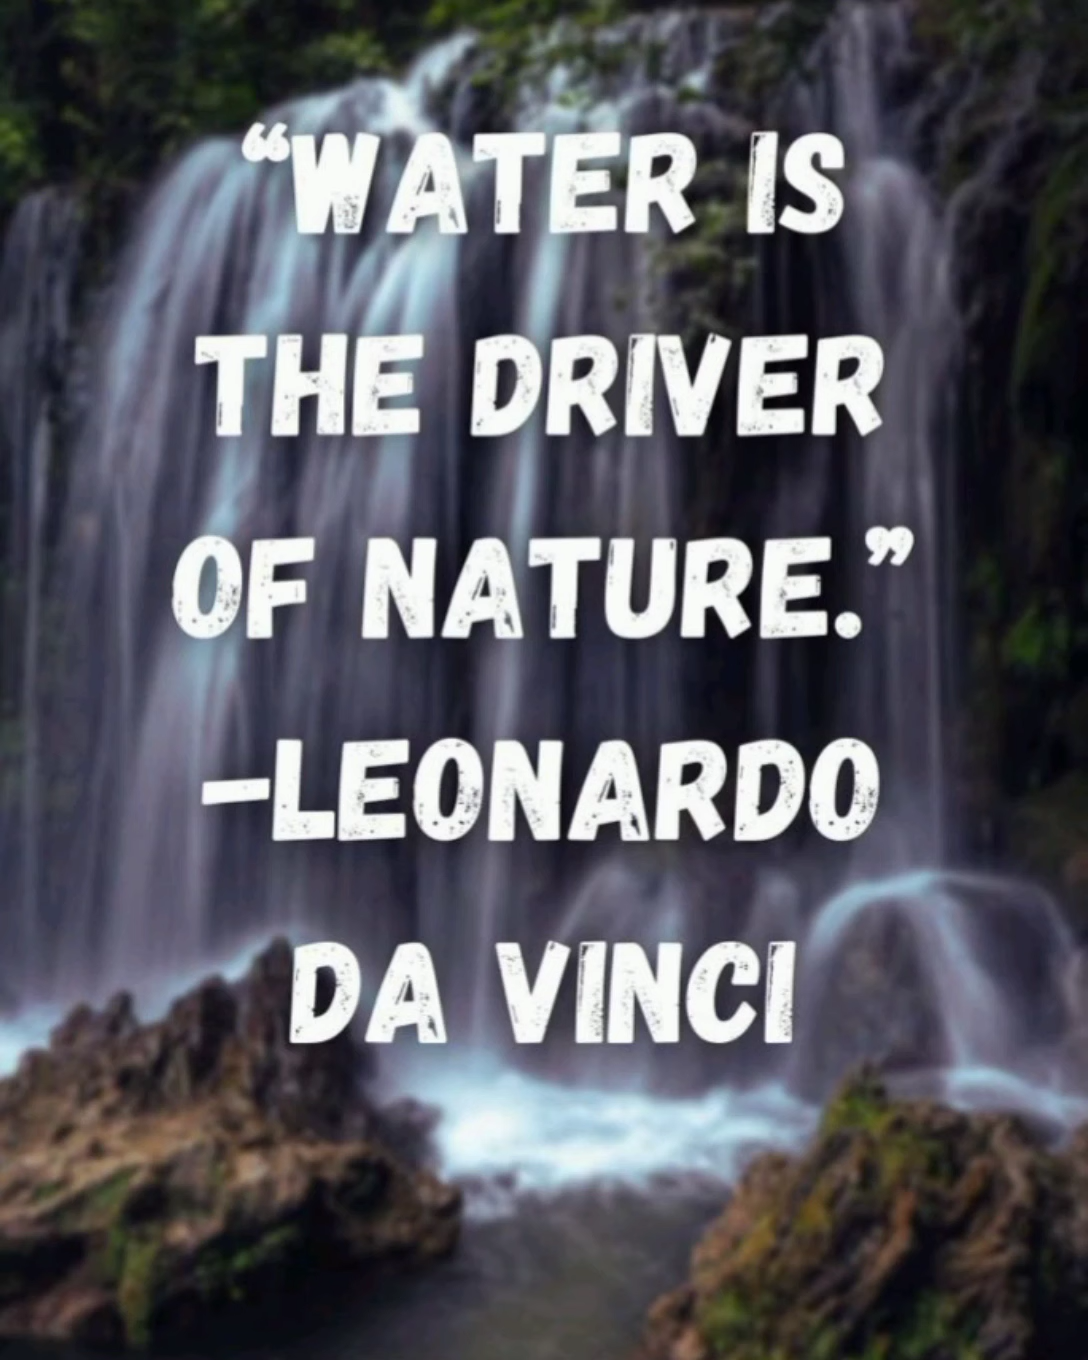 “WATER IS
THE DRIVER
OF NATURE.”
–LEONARDO
DA VINCI